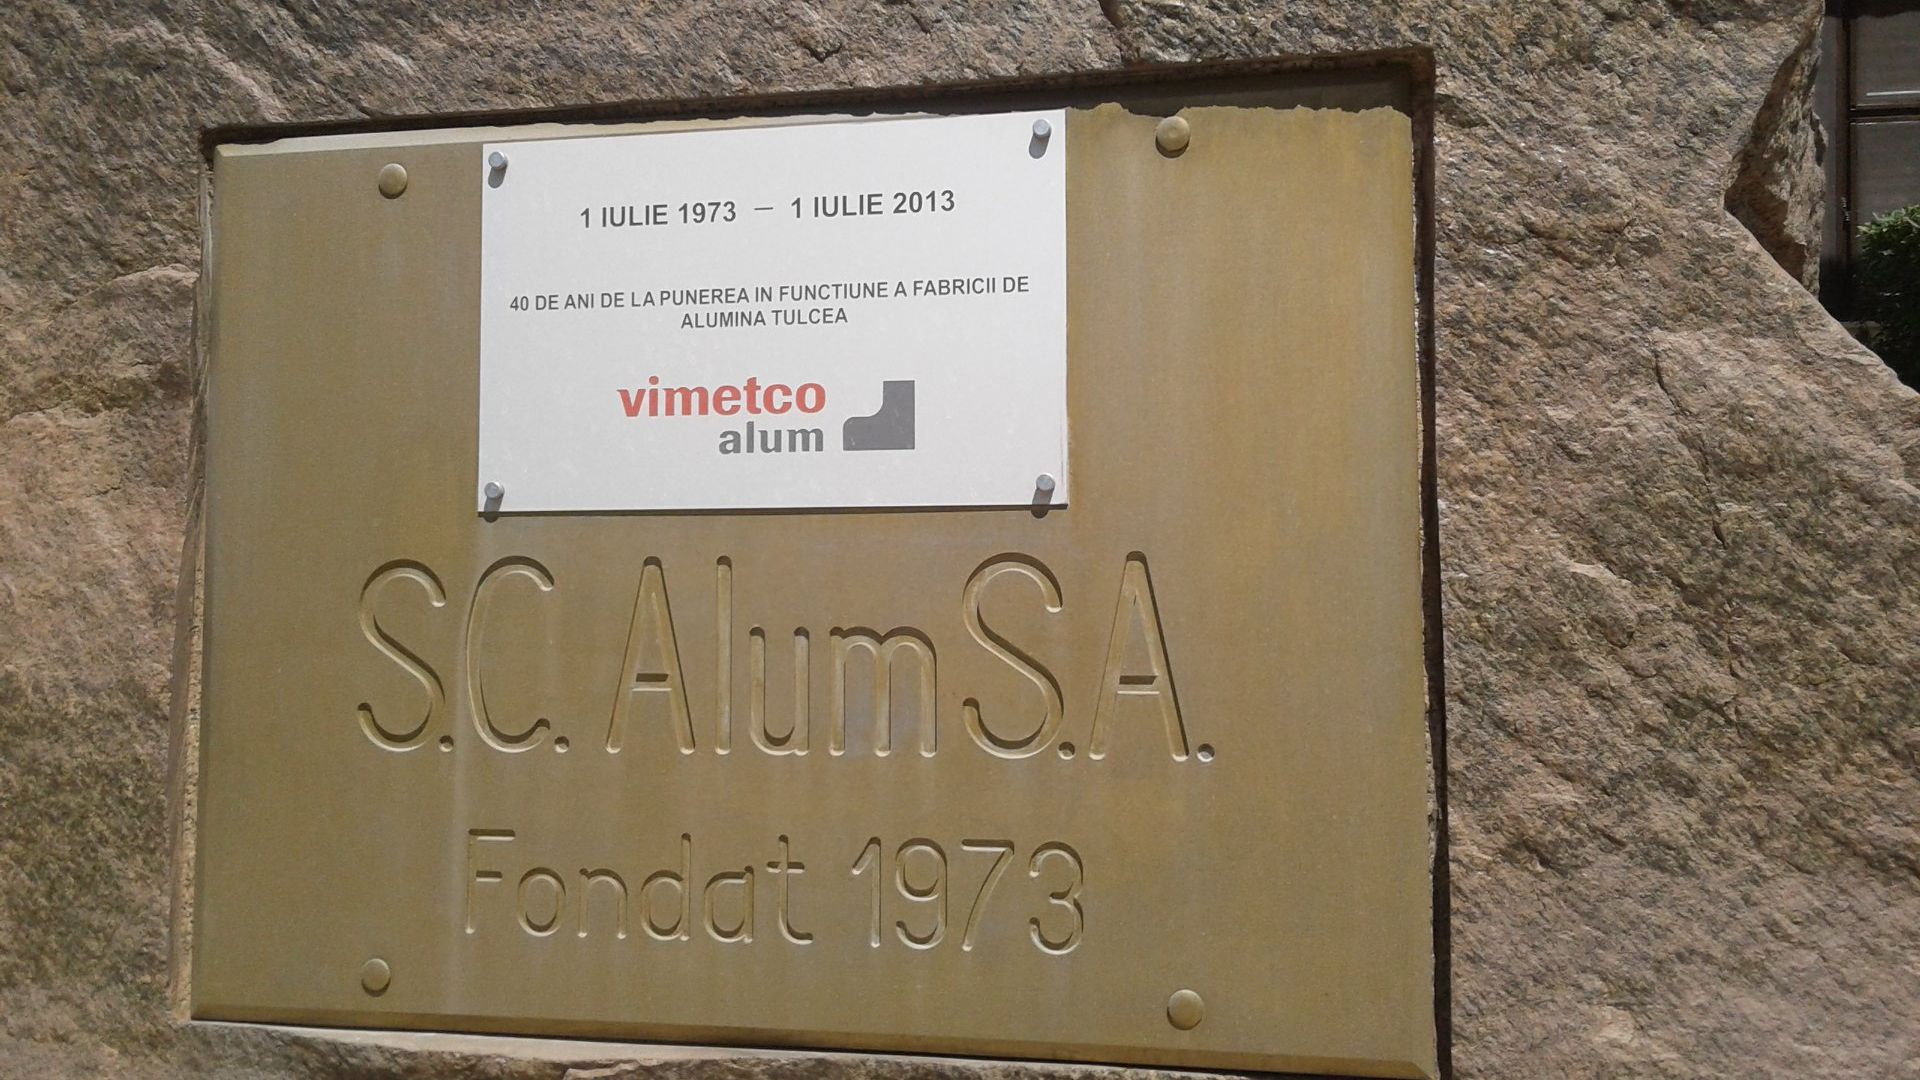 1 IULIE 1973 – 1 IULIE 2013
40 DE ANI DE LA PUNEREA IN FUNCTIUNE A FABRICII DE
ALUMINA TULCEA
vimetco
alum
S.C. Alum S.A.
Fondat 1973